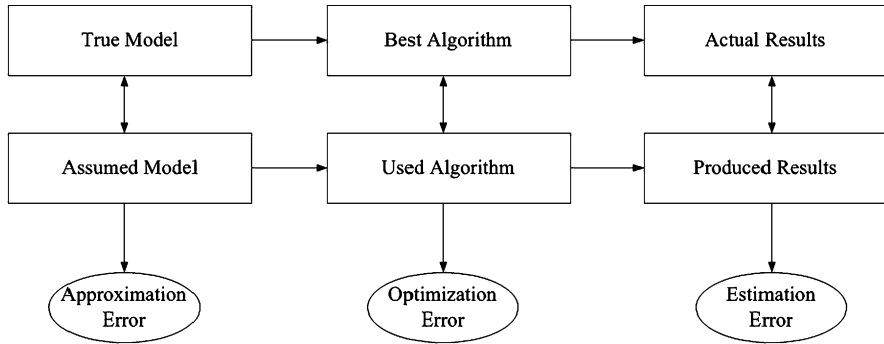 True Model
Best Algorithm
Actual Results
Assumed Model
Used Algorithm
Produced Results
Approximation
Error
Optimization
Error
Estimation
Error